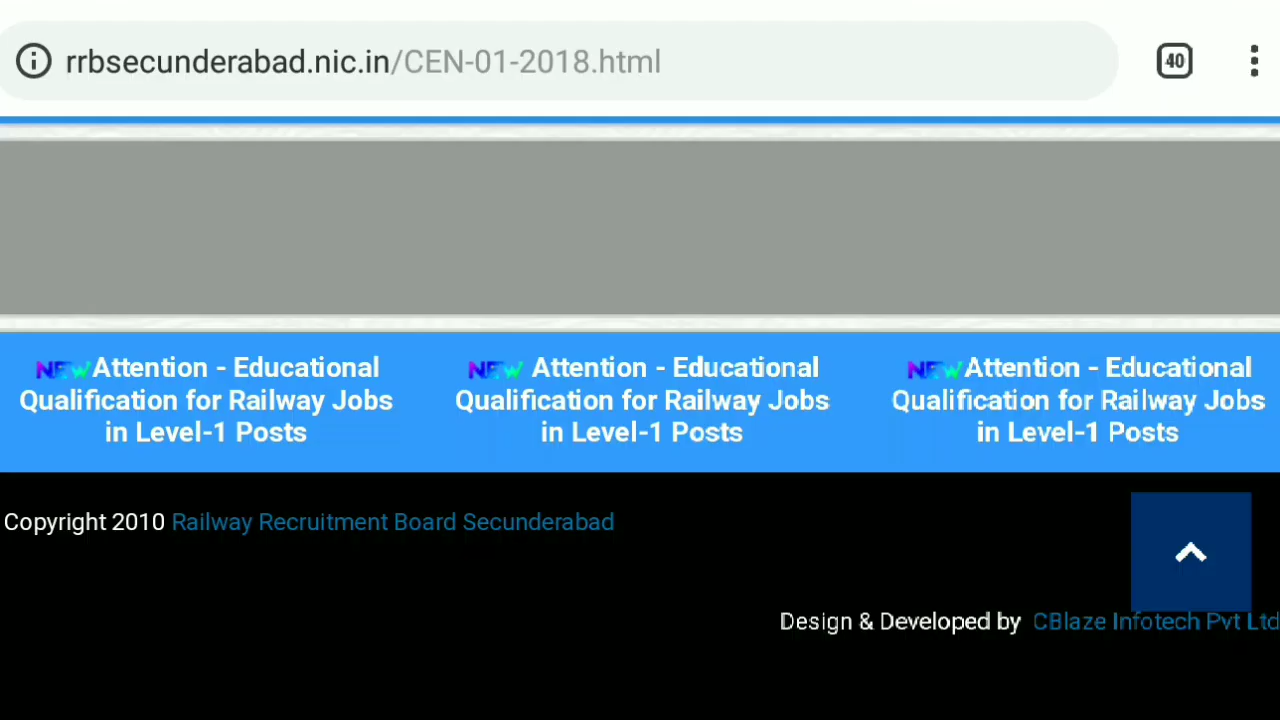 rrbsecunderabad.nic.in/CEN-01-2018.html
40
NEW Attention - Educational
Qualification for Railway Jobs
in Level-1 Posts
NEW Attention - Educational
Qualification for Railway Jobs
in Level-1 Posts
NEW Attention - Educational
Qualification for Railway Jobs
in Level-1 Posts
Copyright 2010 Railway Recruitment Board Secunderabad
Design & Developed by CBlaze Infotech Pvt Ltd